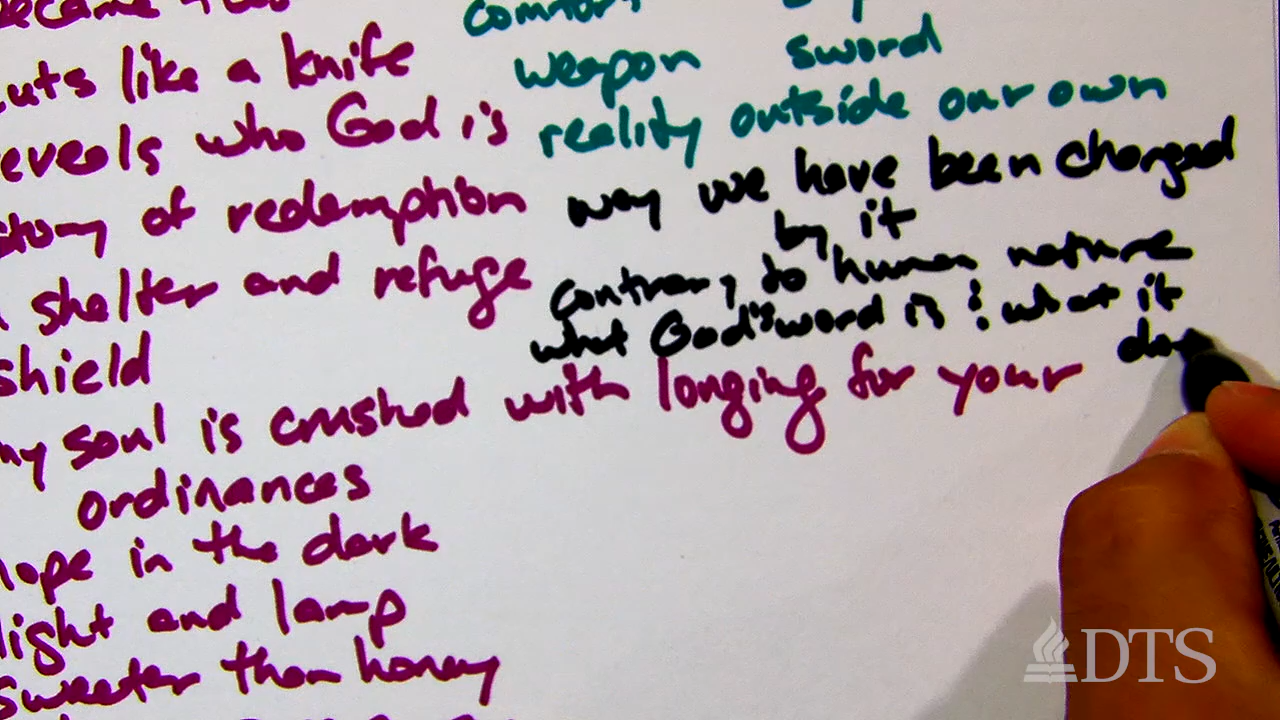 became
comfort
cuts like a knife
weapon sword
reveals who God is
reality outside our own
story of redemption
way we have been charged
by it
shelter and refuge
contrary to human nature
what God's word is : what it
do
shield
my soul is crushed with longing for your
ordinances
hope in the dark
light and lamp
sweeter than honey
DTS